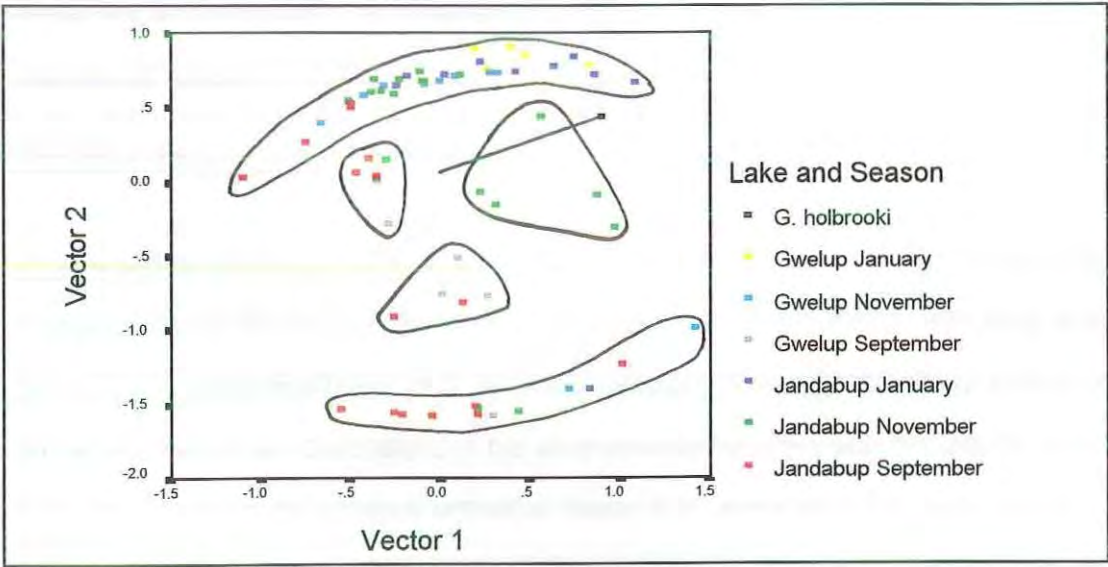 1.0
.5
0.0
-.5
-1.0
-1.5
-2.0
Vector 2
-1.5
-1.0
-.5
0.0
.5
1.0
1.5
Vector 1
Lake and Season
G. holbrooki
Gwelup January
Gwelup November
Gwelup September
Jandabup January
Jandabup November
Jandabup September